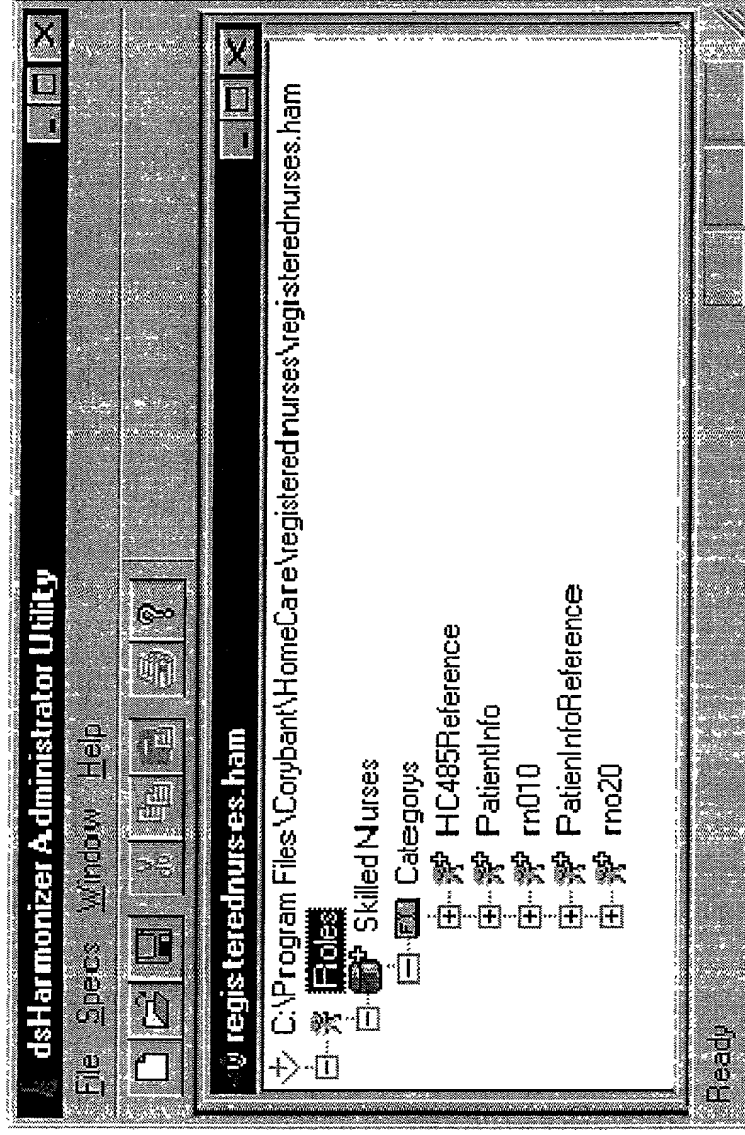 dsHarmonizer Administrator Utility
File Specs Window Help
registerednurses.ham
C:\Program Files\Corybant\HomeCare\registerednurses\registerednurses.ham
Roles
Skilled Nurses
Catergorys
HC485Reference
PatientInfo
rn010
PatienInfoReference
rno20
Ready